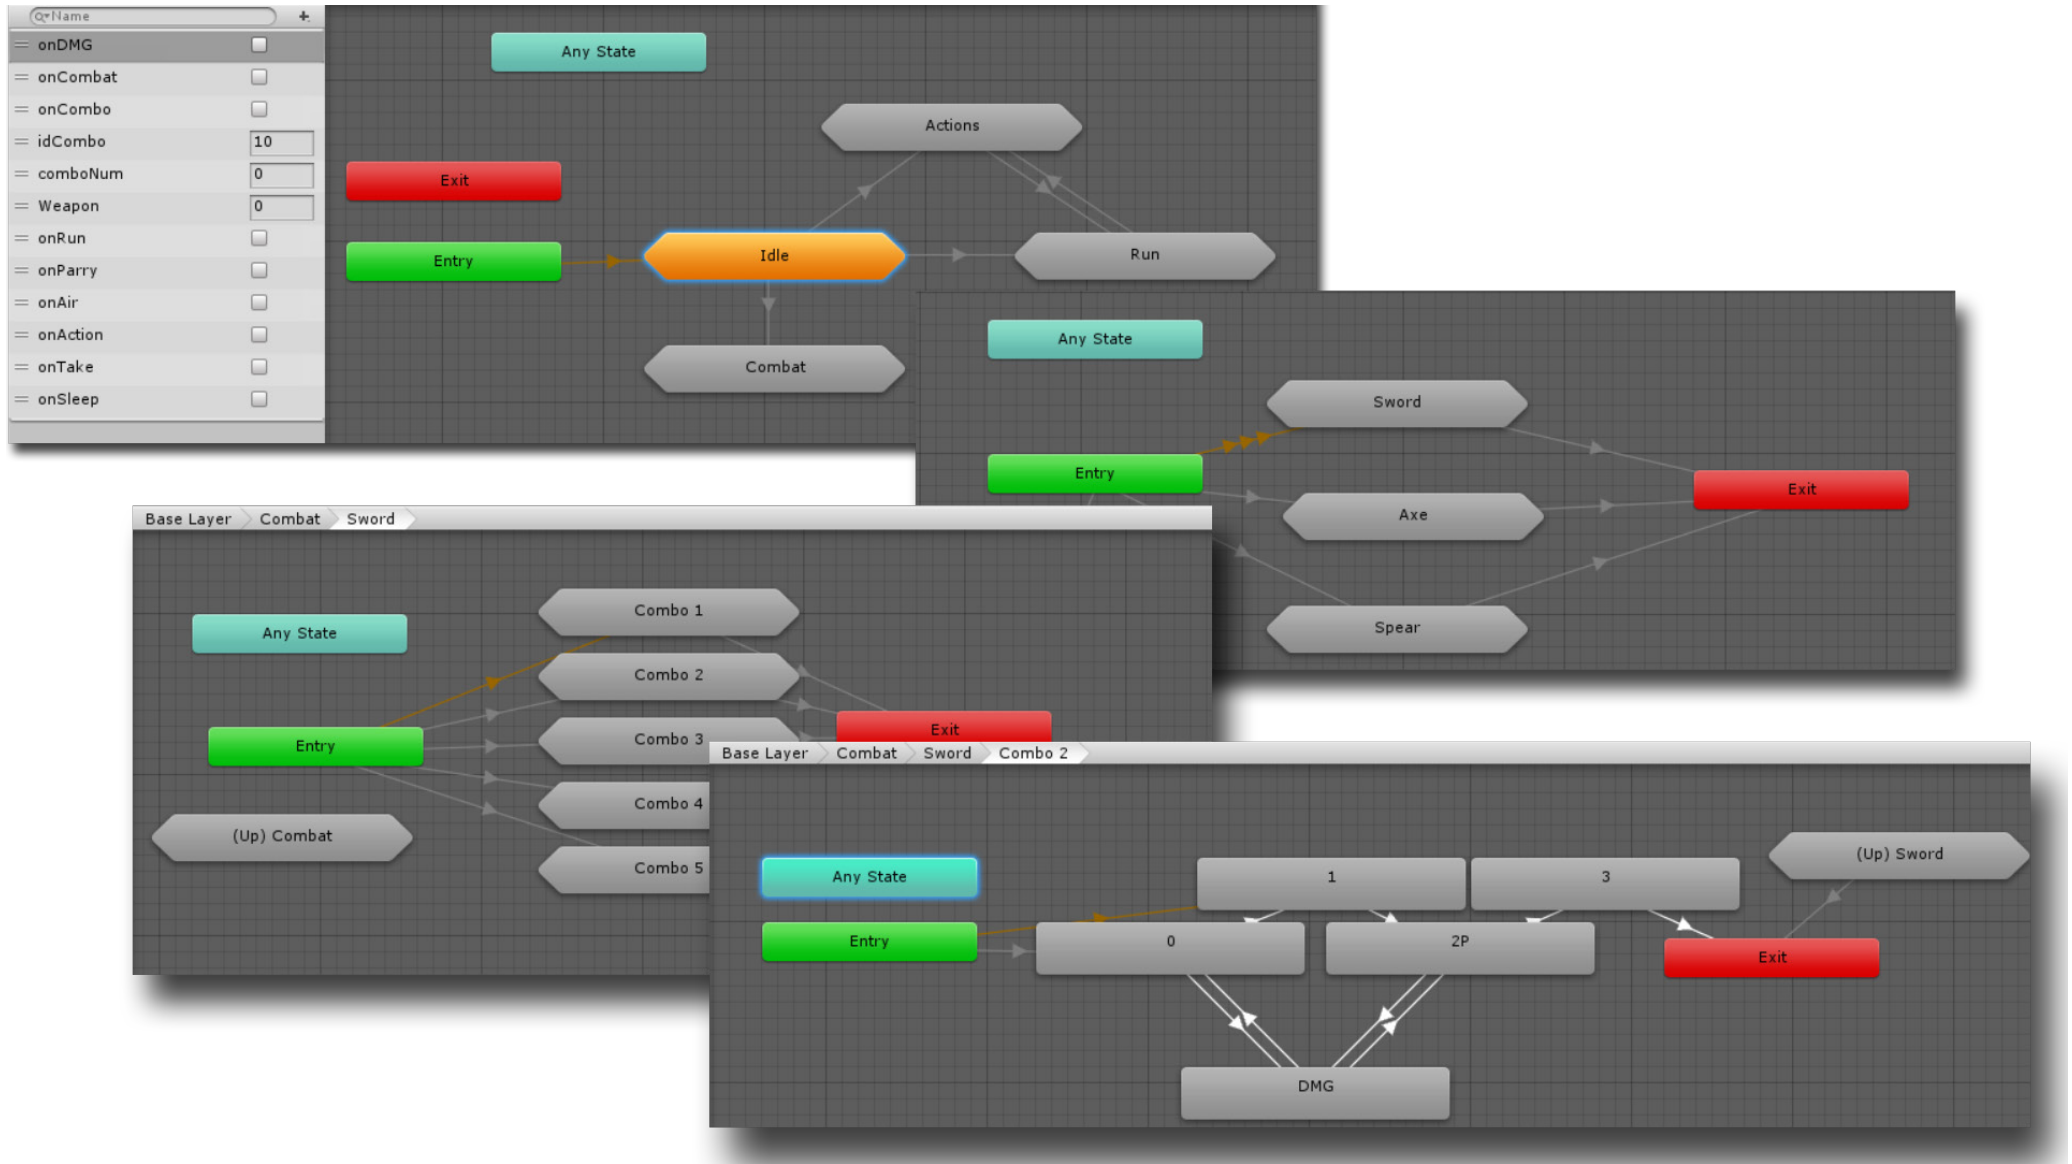 Name
onDMG
onCombat
onCombo
idCombo 10
comboNum 0
Weapon 0
onRun
onParry
onAir
onAction
onTake
onSleep
Any State
Actions
Exit
Entry
Idle
Run
Combat
Any State
Sword
Entry
Exit
Axe
Spear
Base Layer Combat Sword
Combo 1
Any State
Combo 2
Exit
Combo 3
Entry
Combo 4
(Up) Combat
Combo 5
Base Layer Combat Sword Combo 2
(Up) Sword
Any State
1
3
Entry
0
2P
Exit
DMG